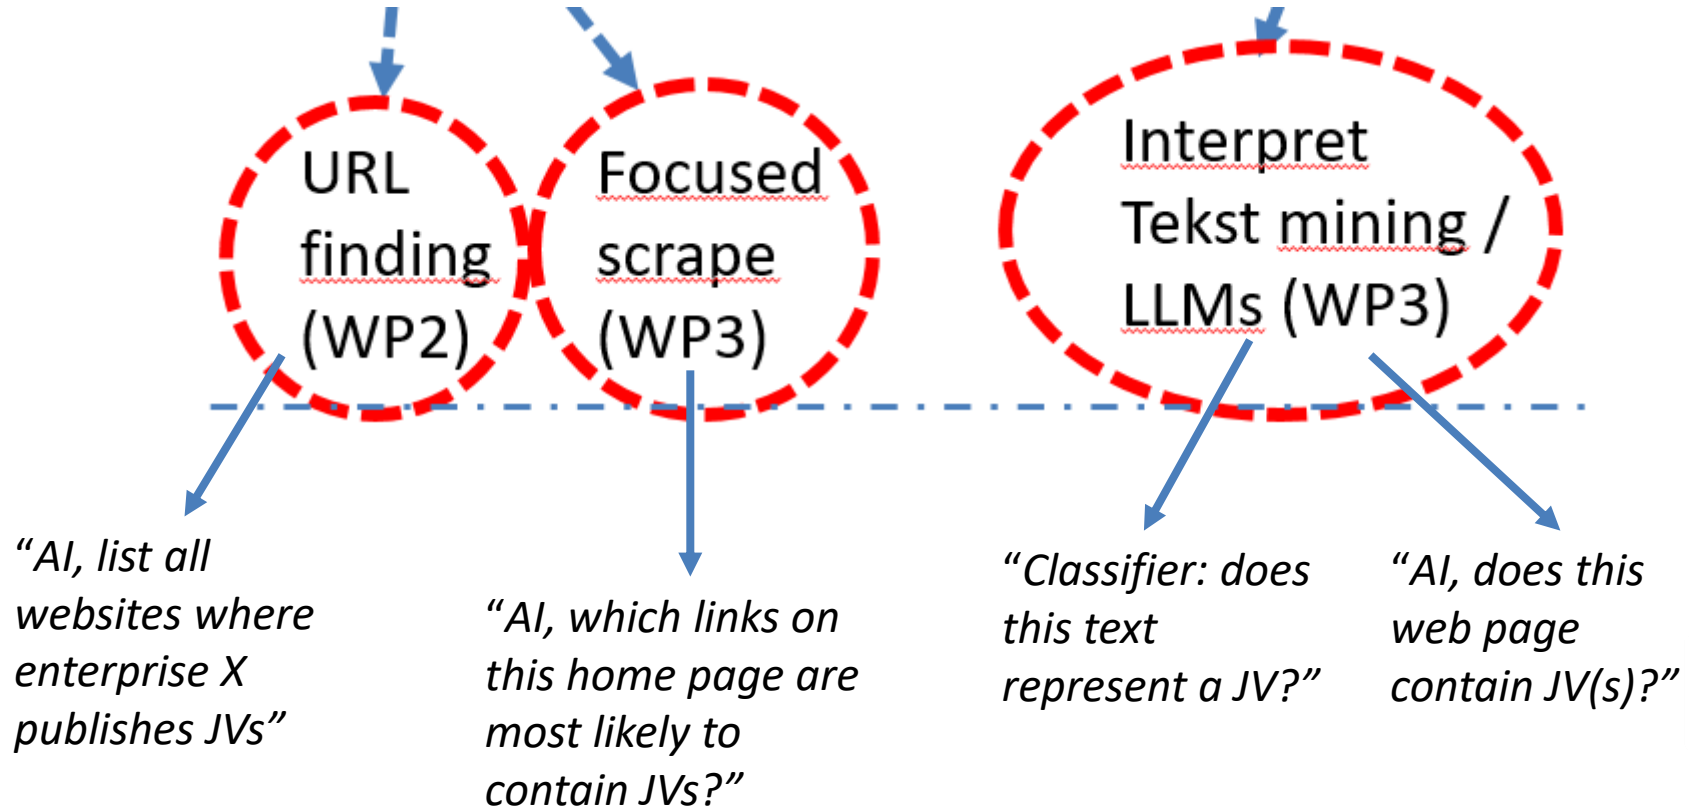 URL
finding
(WP2)
Focused
scrape
(WP3)
Interpret
Tekst mining /
LLMs (WP3)
“AI, list all
websites where
enterprise X
publishes JVs”
“AI, which links on
this home page are
most likely to
contain JVs?”
“Classifier: does
this text
represent a JV?”
“AI, does this
web page
contain JV(s)?”